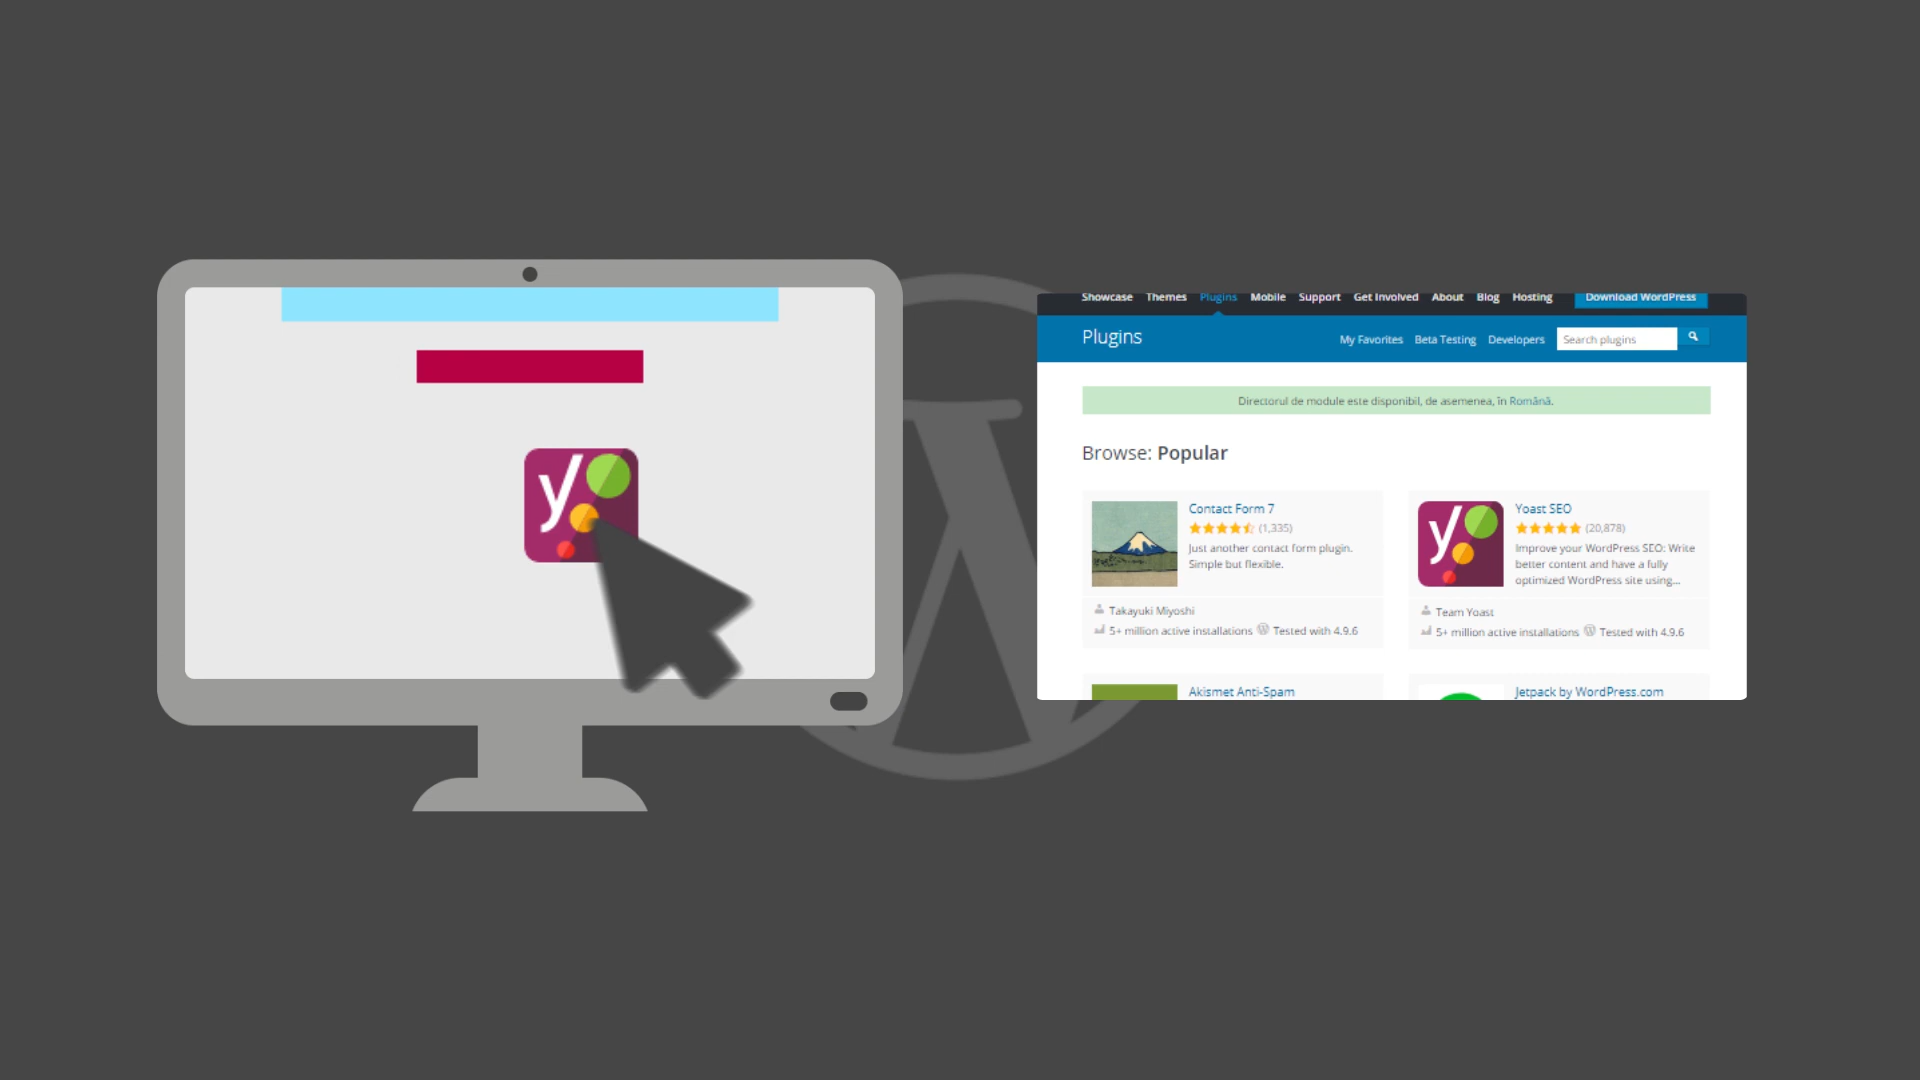 Showcase Themes Plugins Mobile Support Get Involved About Blog Hosting Download WordPress
Plugins
My Favorites Beta Testing Developers Search plugins
Directorul de module este disponibil, de asemenea, în Română.
Browse: Popular
Contact Form 7
(1,335)
Just another contact form plugin.
Simple but flexible.
Takayuki Miyoshi
5+ million active installations Tested with 4.9.6
y
Yoast SEO
(20,878)
Improve your WordPress SEO: Write
better content and have a fully
optimized WordPress site using...
Team Yoast
5+ million active installations Tested with 4.9.6
Akismet Anti-Spam
Jetpack by WordPress.com
y